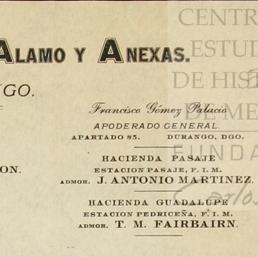 CENTR
ESTUD
ALAMO Y ANEXAS.
DE HIS
GO.
DE ME
Francisco Gómez Palacio
APODERADO GENERAL.
APARTADO 85. DURANGO, DGO.
FUNDA
HACIENDA PASAJE
ESTACION PASAJE, F. I. M.
ON.
ADMOR. J. ANTONIO MARTINEZ.
Carlos
HACIENDA GUADALUPE
ESTACION PEDRICEÑA, F. I. M.
ADMOR. T. M. FAIRBAIRN.